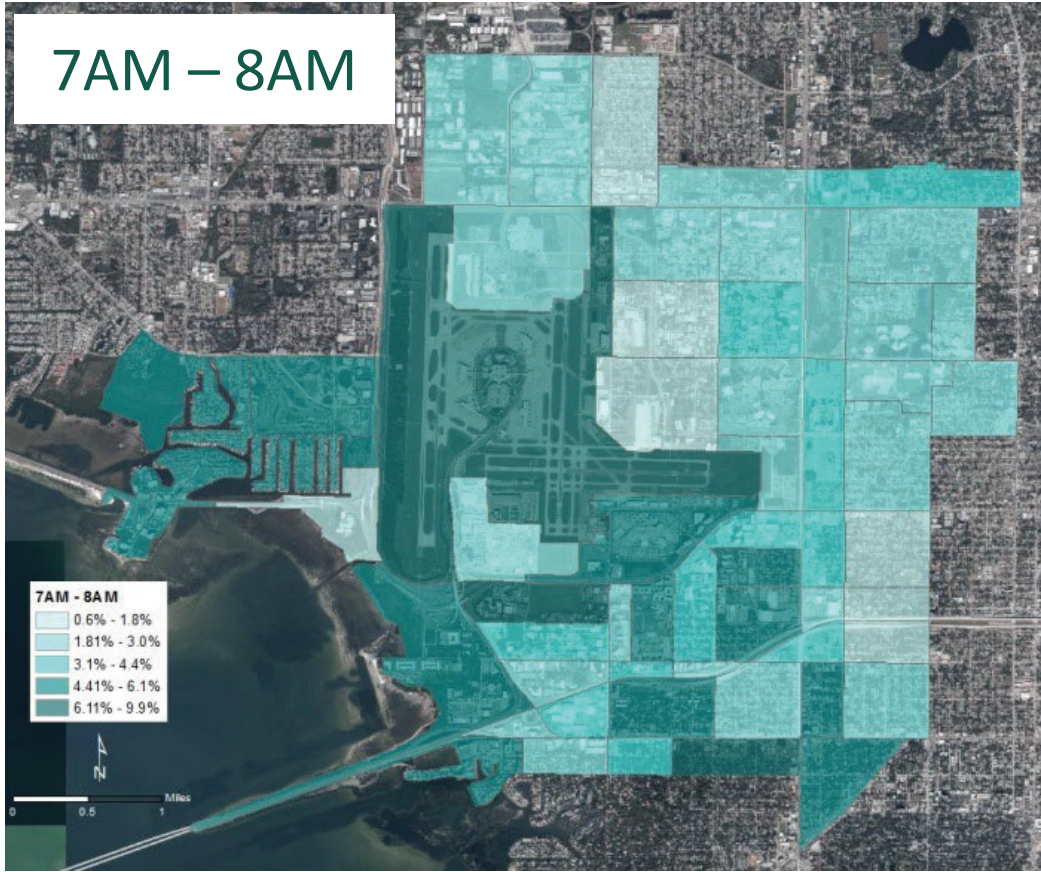 7AM – 8AM
7AM - 8AM
0.6% - 1.8%
1.81% - 3.0%
3.1% - 4.4%
4.41% - 6.1%
6.11% - 9.9%
N
Miles
0 0.5 1